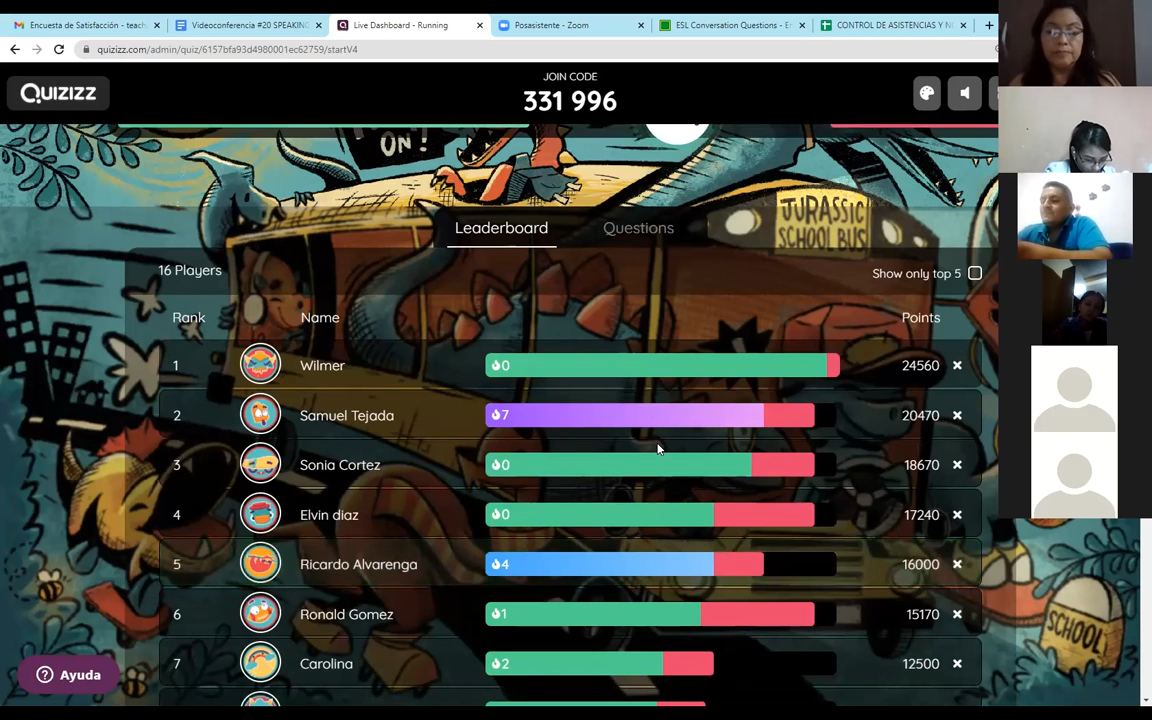 Encuesta de Satisfacción - teach
Videoconferencia #20 SPEAKING
Live Dashboard - Running
Posasistente - Zoom
ESL Conversation Questions - E
CONTROL DE ASISTENCIAS Y N
quizizz.com/admin/quiz/6157bfa93d4980001ec62759/startV4
Quizizz
JOIN CODE
331 996
ON!
JURASSIC
SCHOOL BUS
Leaderboard Questions
16 Players
Show only top 5
Rank Name Points
1 Wilmer 0 24560
2 Samuel Tejada 7 20470
3 Sonia Cortez 0 18670
4 Elvin diaz 0 17240
5 Ricardo Alvarenga 4 16000
6 Ronald Gomez 1 15170
7 Carolina 2 12500
SCHOOL
Ayuda